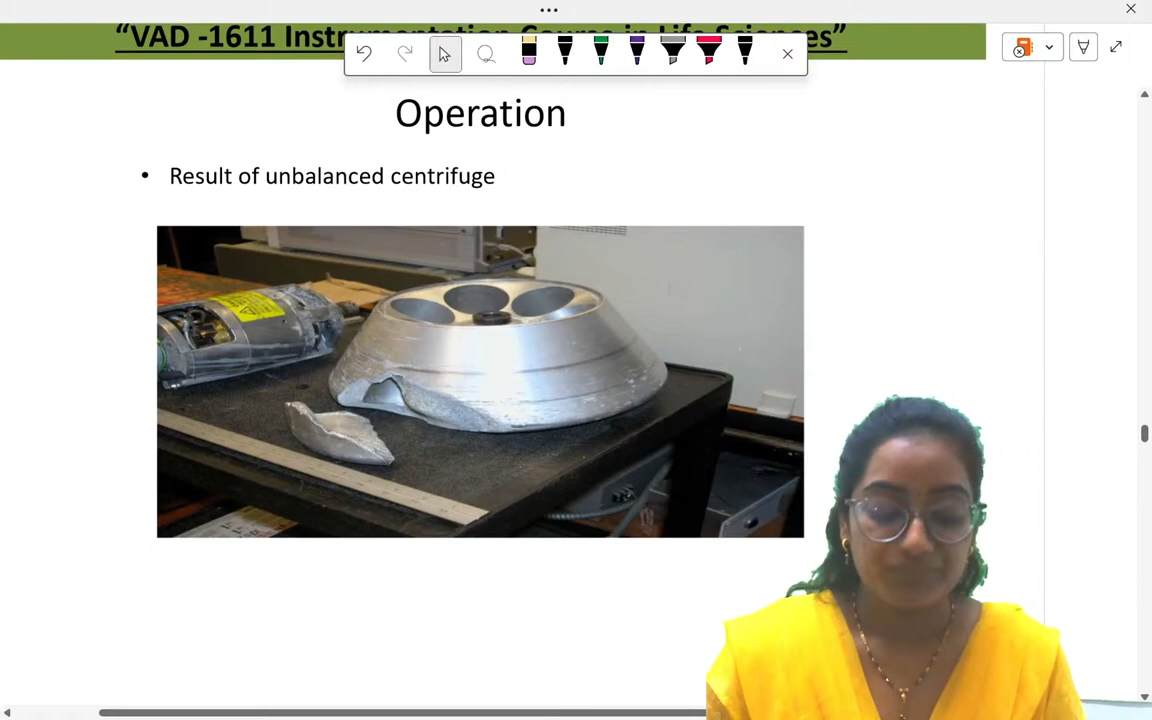 “VAD -1611 Instrumentation Course in Life Sciences”
Operation
• Result of unbalanced centrifuge